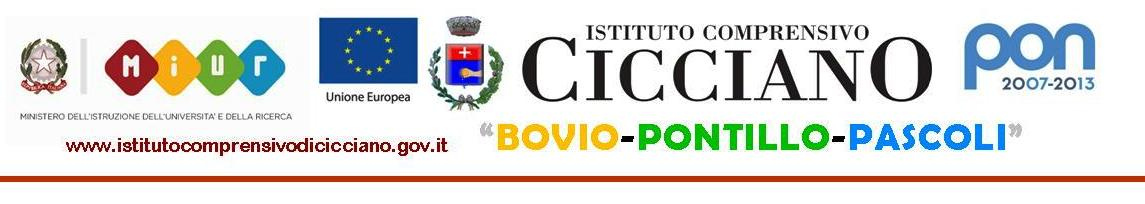 MiUr
MINISTERO DELL'ISTRUZIONE DELL'UNIVERSITA' E DELLA RICERCA
Unione Europea
ISTITUTO COMPRENSIVO
CICCIANO
pon
2007-2013
www.istitutocomprensivodicicciano.gov.it
"BOVIO-PONTILLO-PASCOLI"